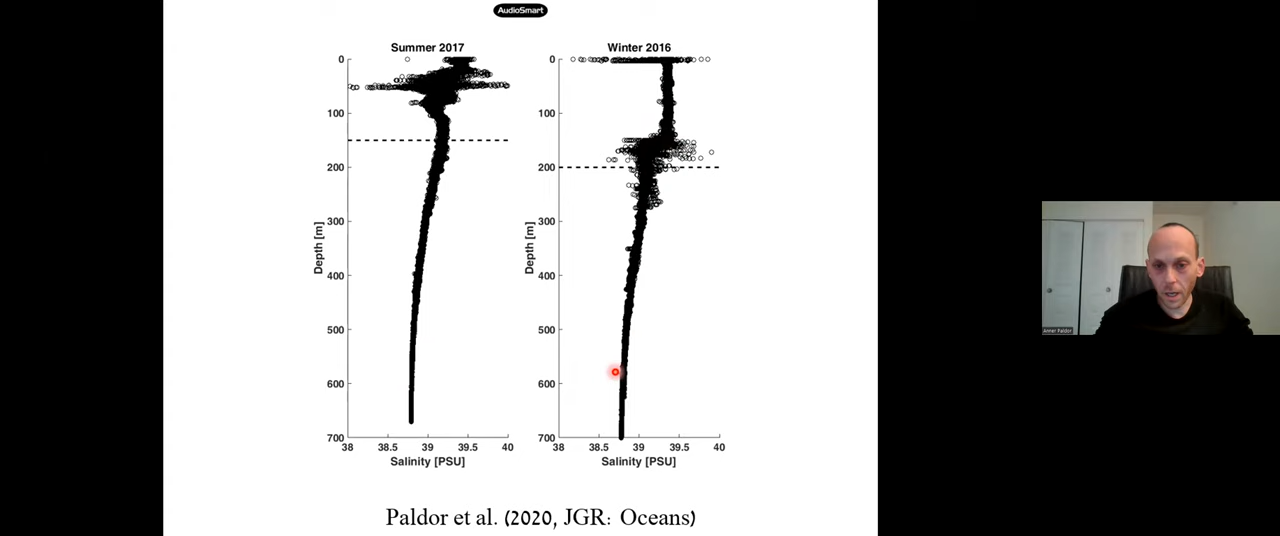 AudioSmart
Summer 2017
Winter 2016
0
100
200
300
400
500
600
700
Depth [m]
38
38.5
39
39.5
40
Salinity [PSU]
0
100
200
300
400
500
600
700
Depth [m]
38
38.5
39
39.5
40
Salinity [PSU]
Paldor et al. (2020, JGR: Oceans)
Anner Paldor